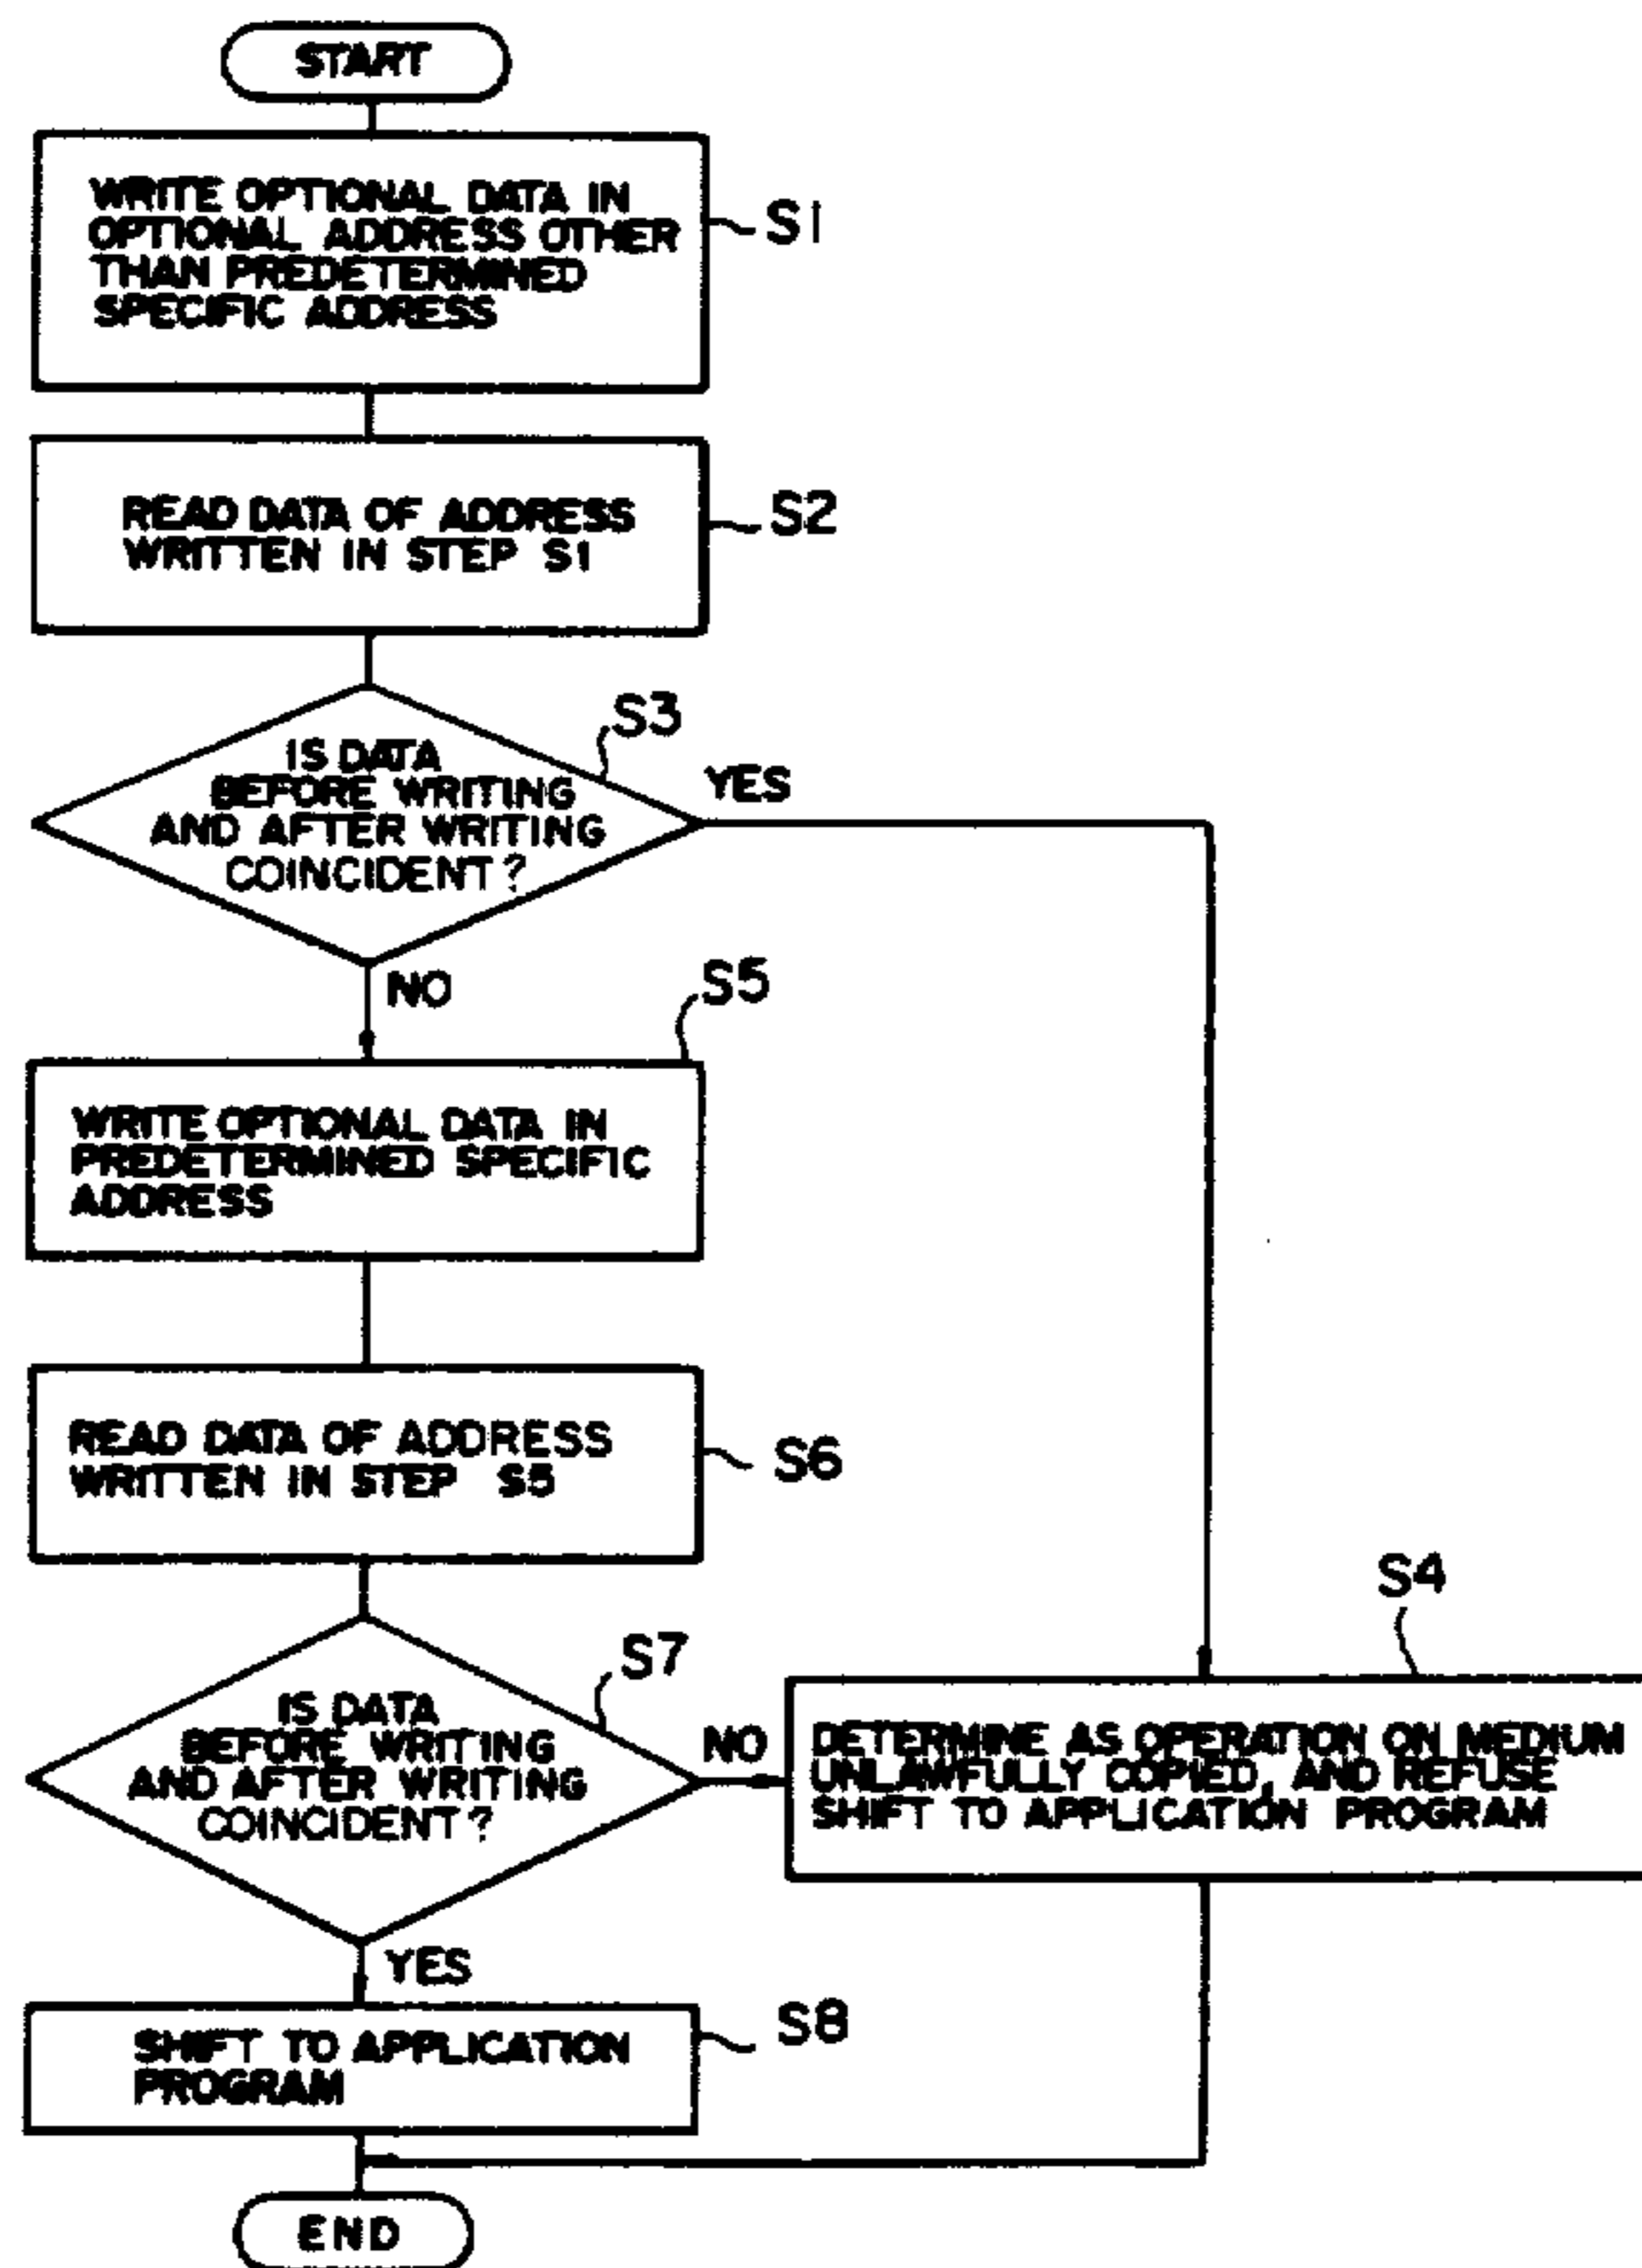 START
WRITE OPTIONAL DATA IN
OPTIONAL ADDRESS OTHER
THAN PREDETERMINED
SPECIFIC ADDRESS
S1
READ DATA OF ADDRESS
WRITTEN IN STEP S1
S2
S3
IS DATA
BEFORE WRITING
AND AFTER WRITING
COINCIDENT?
YES
NO
S5
WRITE OPTIONAL DATA IN
PREDETERMINED SPECIFIC
ADDRESS
READ DATA OF ADDRESS
WRITTEN IN STEP S5
S6
S7
IS DATA
BEFORE WRITING
AND AFTER WRITING
COINCIDENT?
NO
S4
DETERMINE AS OPERATION ON MEDIUM
UNLAWFULLY COPIED, AND REFUSE
SHIFT TO APPLICATION PROGRAM
YES
SHIFT TO APPLICATION
PROGRAM
S8
END